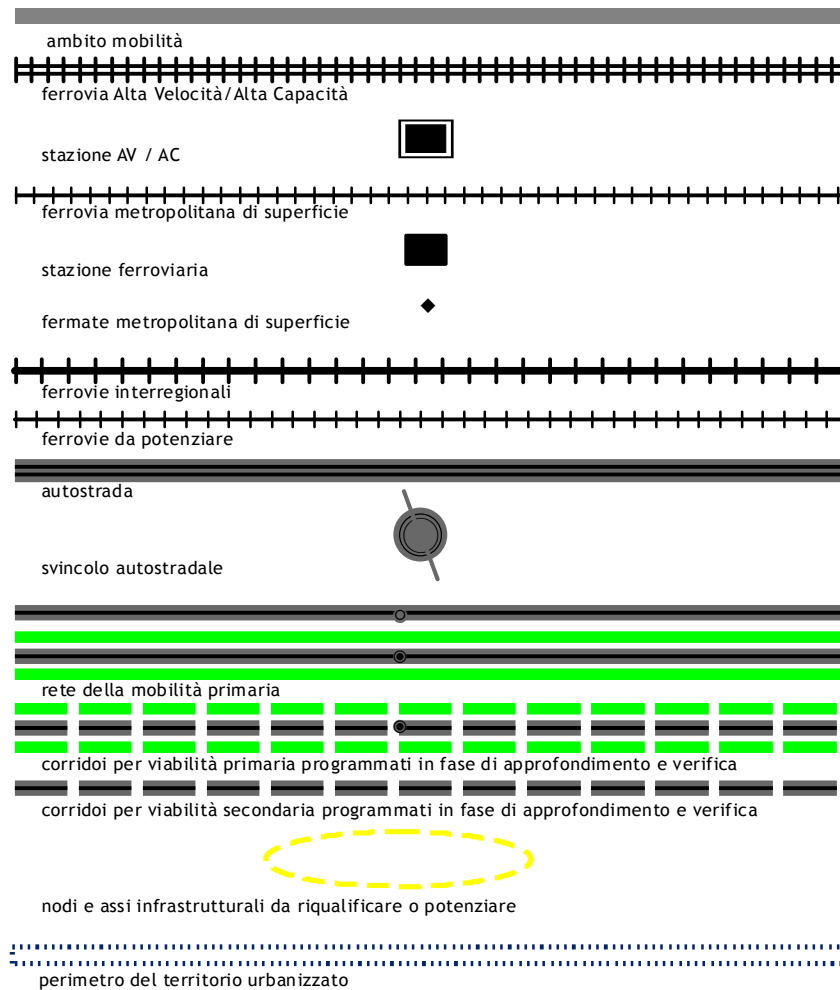 ambito mobilità
ferrovia Alta Velocità/Alta Capacità
stazione AV / AC
ferrovia metropolitana di superficie
stazione ferroviaria
fermate metropolitana di superficie
ferrovie interregionali
ferrovie da potenziare
autostrada
svincolo autostradale
rete della mobilità primaria
corridoi per viabilità primaria programmati in fase di approfondimento e verifica
corridoi per viabilità secondaria programmati in fase di approfondimento e verifica
nodi e assi infrastrutturali da riqualificare o potenziare
perimetro del territorio urbanizzato